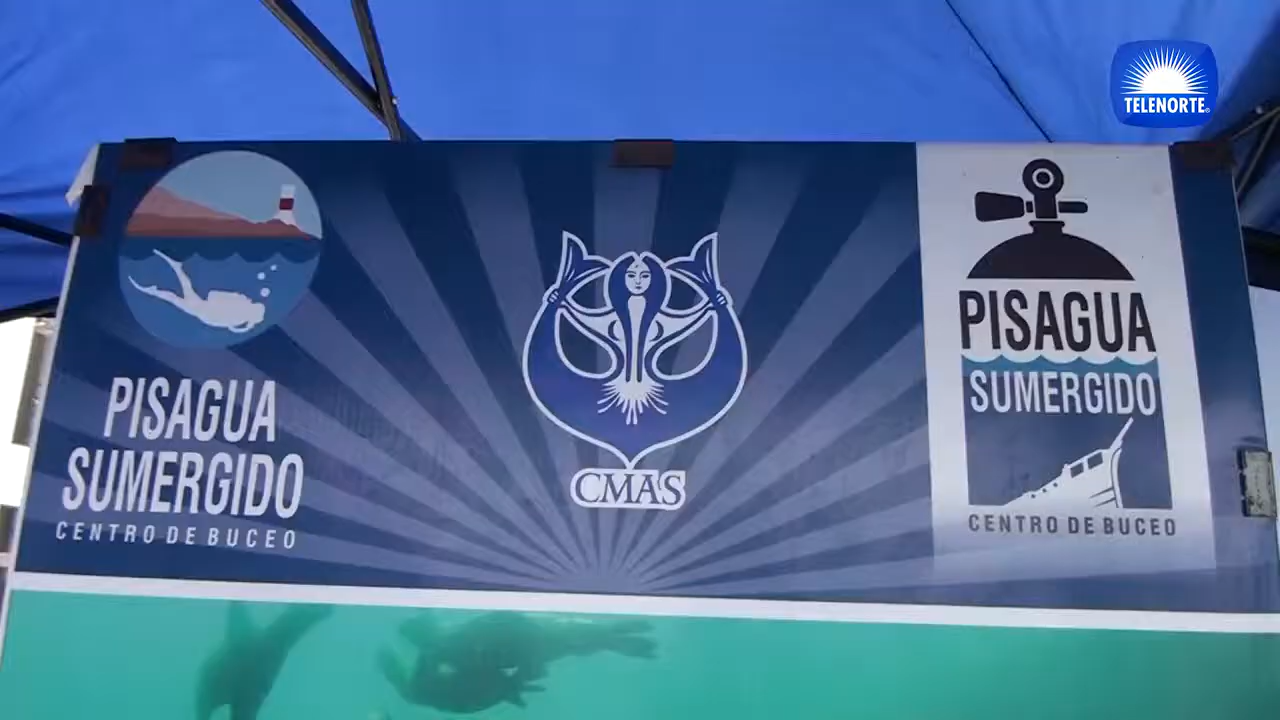 TELENORTE
PISAGUA
SUMERGIDO
CENTRO DE BUCEO
CMAS
PISAGUA
SUMERGIDO
CENTRO DE BUCEO